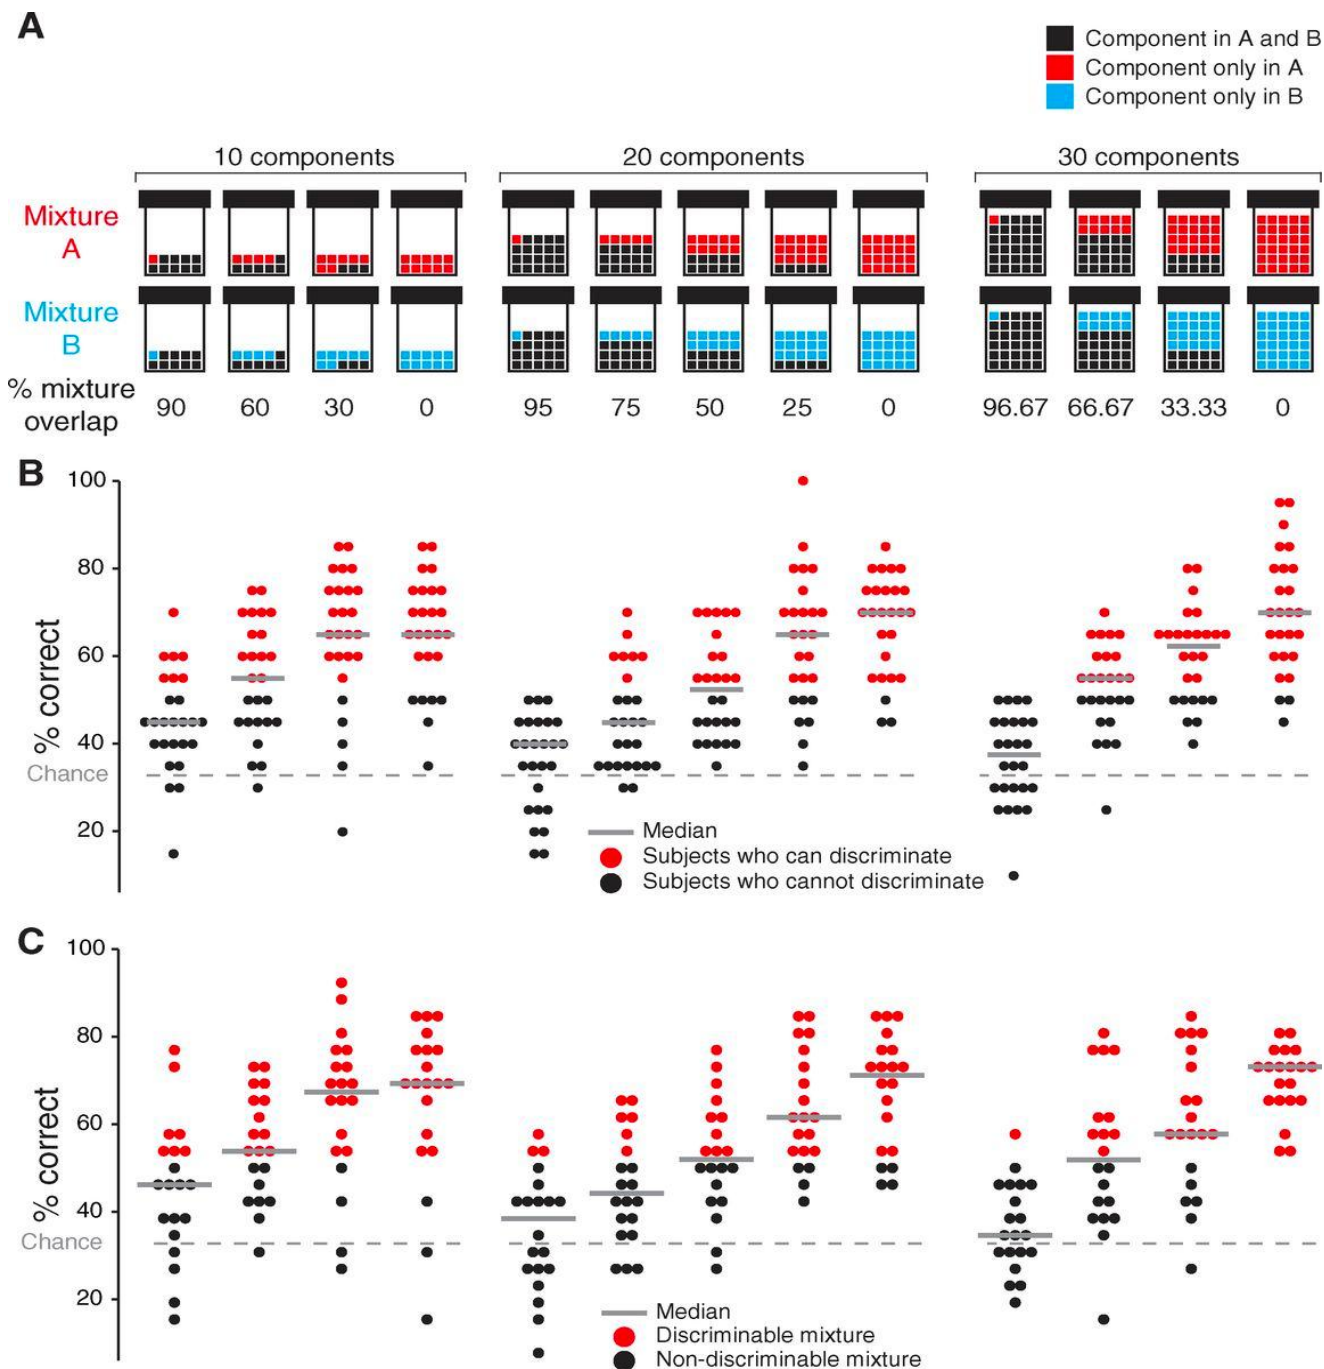 A
Component in A and B
Component only in A
Component only in B
10 components
20 components
30 components
Mixture
A
Mixture
B
% mixture
overlap
90 60 30 0 95 75 50 25 0 96.67 66.67 33.33 0
B
100
80
60
40
20
% correct
Chance
Median
Subjects who can discriminate
Subjects who cannot discriminate
C
100
80
60
40
20
% correct
Chance
Median
Discriminable mixture
Non-discriminable mixture